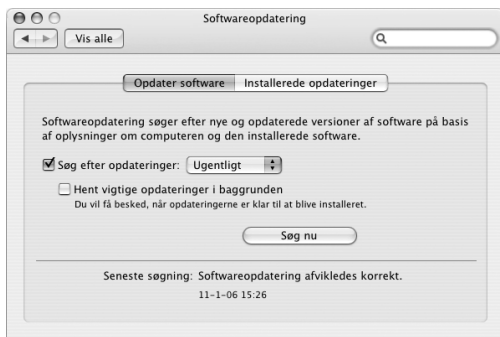 Softwareopdatering
Vis alle
Opdater software
Installerede opdateringer
Softwareopdatering søger efter nye og opdaterede versioner af software på basis
af oplysninger om computeren og den installerede software.
Søg efter opdateringer: Ugentligt
Hent vigtige opdateringer i baggrunden
Du vil få besked, når opdateringerne er klar til at blive installeret.
Søg nu
Seneste søgning: Softwareopdatering afvikledes korrekt.
11-1-06 15:26